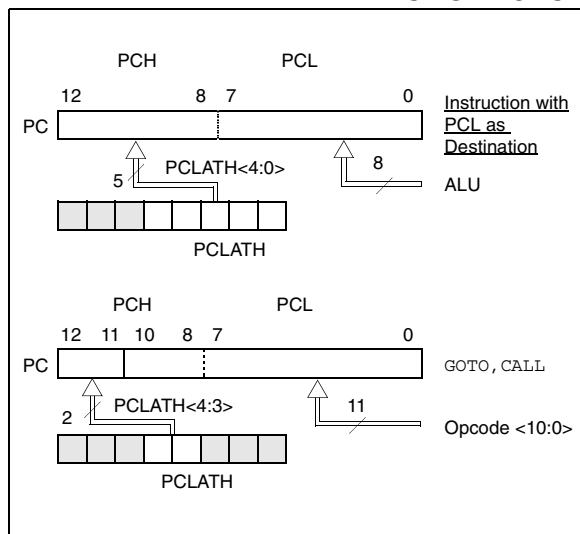 PCH PCL
12 8 7 0
Instruction with
PCL as
Destination
PC
5 PCLATH<4:0>
8
ALU
PCLATH
PCH PCL
12 11 10 8 7 0
PC
GOTO, CALL
2 PCLATH<4:3>
11
Opcode <10:0>
PCLATH